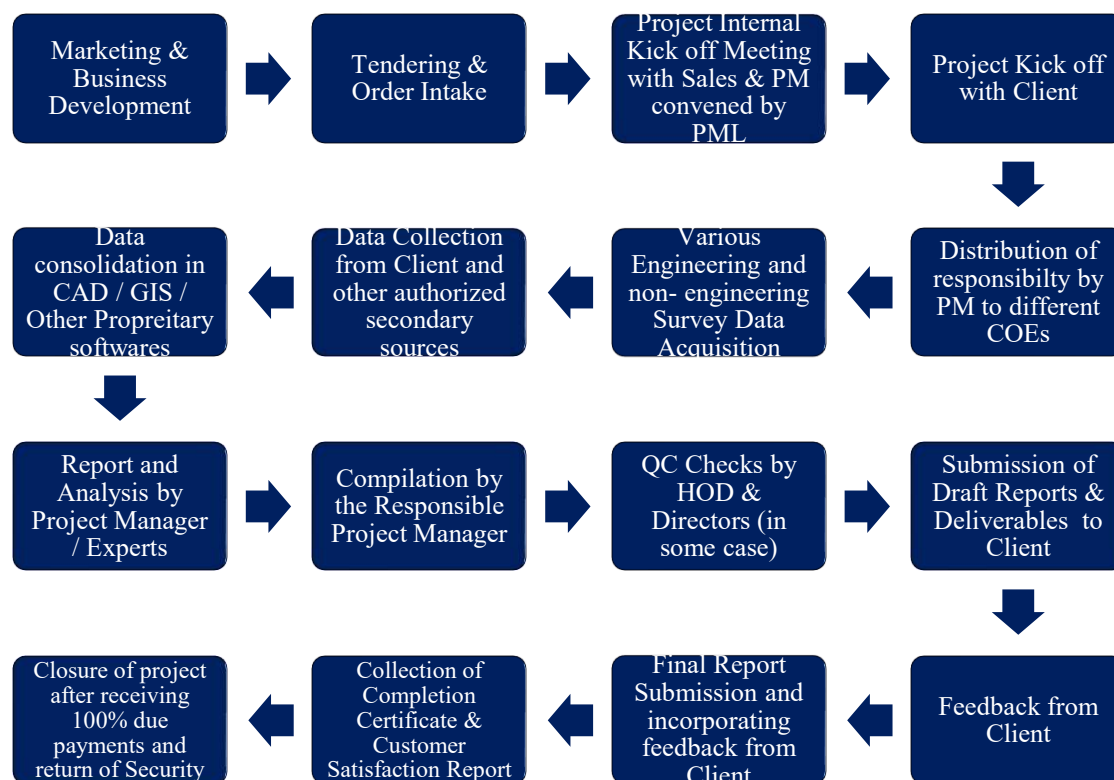 Marketing &
Business
Development
Tendering &
Order Intake
Project Internal
Kick off Meeting
with Sales & PM
convened by
PML
Project Kick off
with Client
Distribution of
responsibilty by
PM to different
COEs
Various
Engineering and
non- engineering
Survey Data
Acquisition
Data Collection
from Client and
other authorized
secondary
sources
Data
consolidation in
CAD / GIS /
Other Propreitary
softwares
Report and
Analysis by
Project Manager
/ Experts
Compilation by
the Responsible
Project Manager
QC Checks by
HOD &
Directors (in
some case)
Submission of
Draft Reports &
Deliverables to
Client
Feedback from
Client
Final Report
Submission and
incorporating
feedback from
Client
Collection of
Completion
Certificate &
Customer
Satisfaction Report
Closure of project
after receiving
100% due
payments and
return of Security